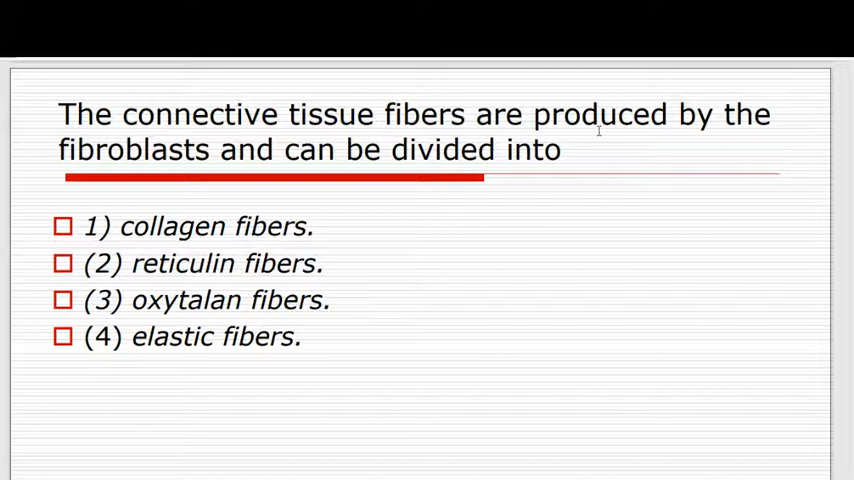 The connective tissue fibers are produced by the
fibroblasts and can be divided into
1) collagen fibers.
(2) reticulin fibers.
(3) oxytalan fibers.
(4) elastic fibers.